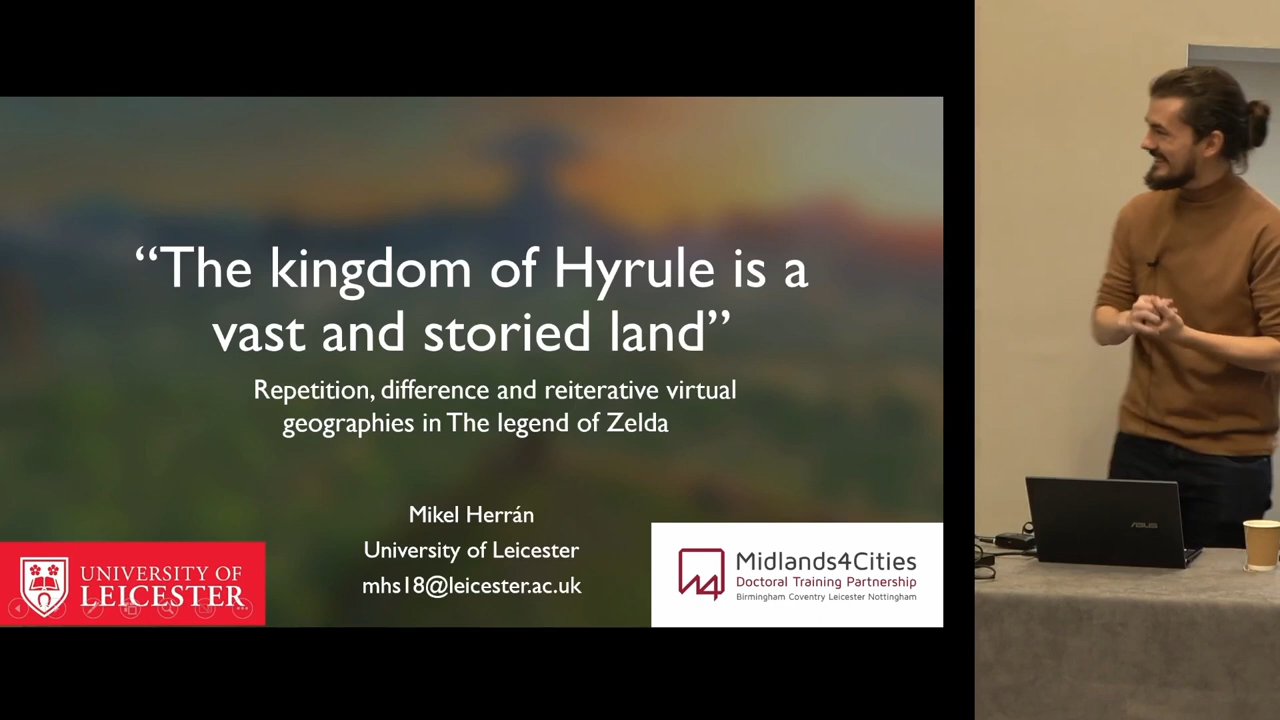 “The kingdom of Hyrule is a
vast and storied land”
Repetition, difference and reiterative virtual
geographies in The legend of Zelda
Mikel Herrán
University of Leicester
mhs18@leicester.ac.uk
UNIVERSITY OF
LEICESTER
Midlands4Cities
Doctoral Training Partnership
Birmingham Coventry Leicester Nottingham
ASUS